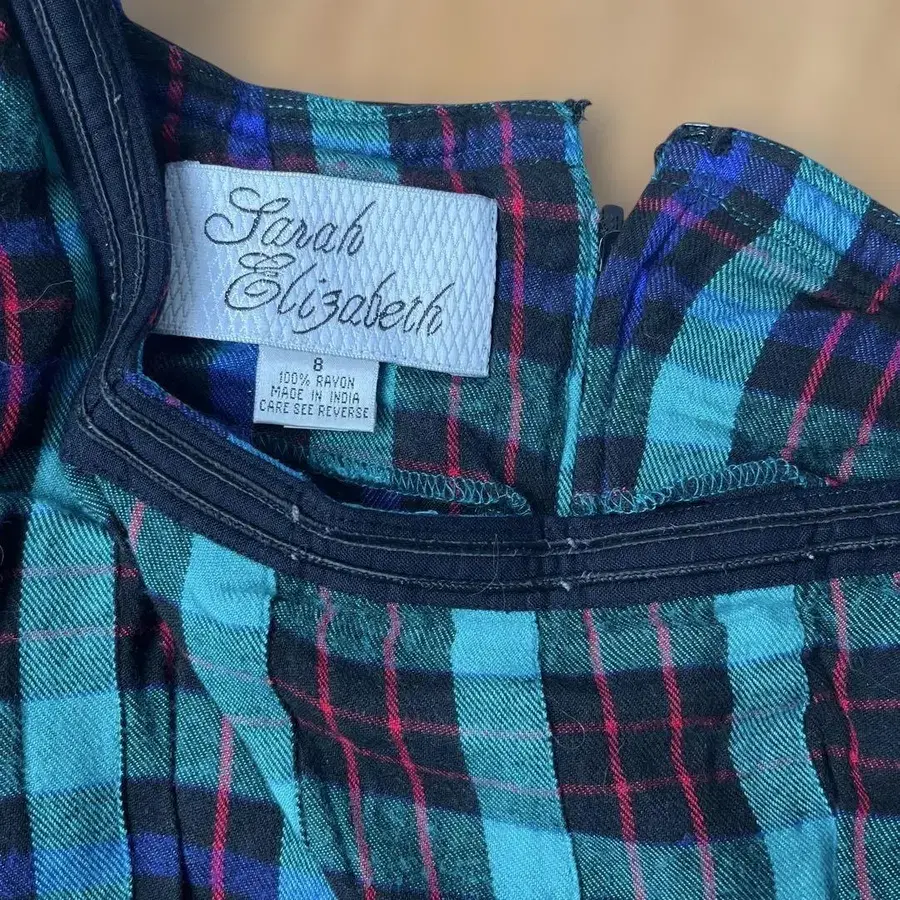 Sarah
Elizabeth
8
100% RAYON
MADE IN INDIA
CARE SEE REVERSE